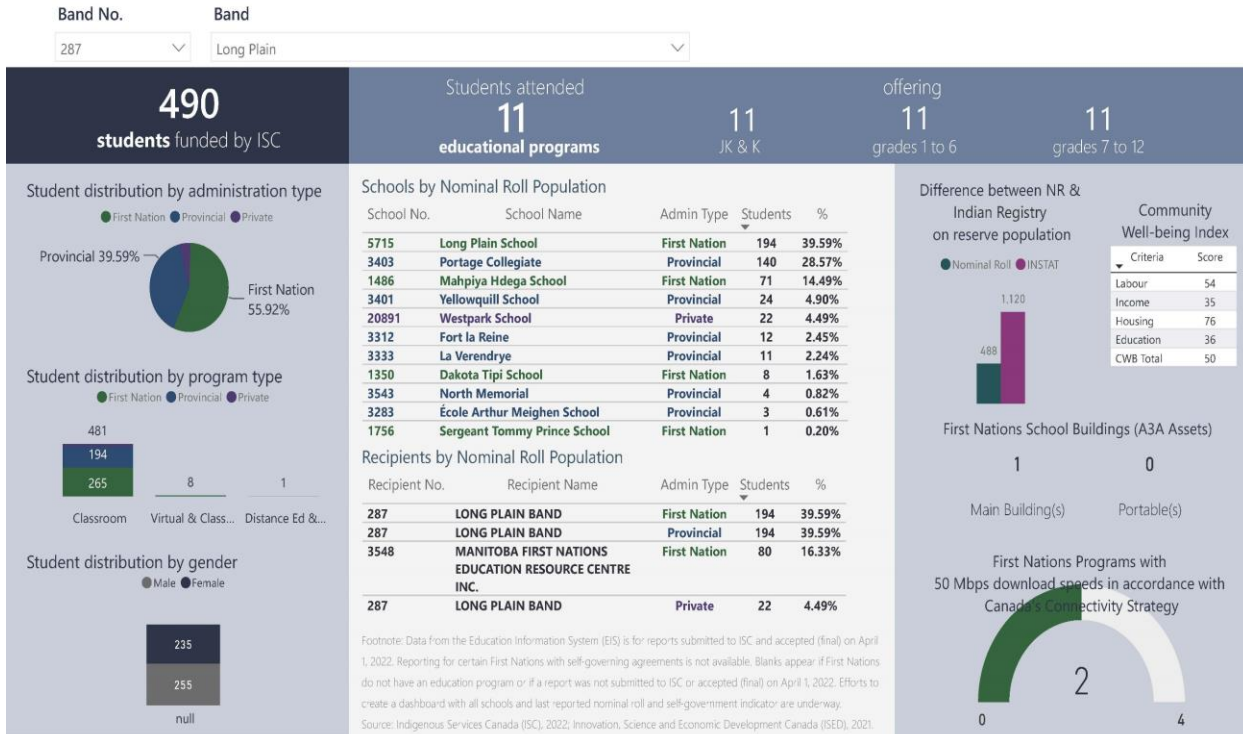 Band No. Band
287 Long Plain
490
students funded by ISC
Students attended
11
educational programs
offering
11
JK & K
11
grades 1 to 6
11
grades 7 to 12
Student distribution by administration type
First Nation Provincial Private
Provincial 39.59%
First Nation
55.92%
Student distribution by program type
First Nation Provincial Private
481
194
265
8
1
Classroom Virtual & Class... Distance Ed &...
Student distribution by gender
Male Female
235
255
null
Schools by Nominal Roll Population
School No. School Name Admin Type Students %
5715 Long Plain School First Nation 194 39.59%
3403 Portage Collegiate Provincial 140 28.57%
1486 Mahpiya Hdega School First Nation 71 14.49%
3401 Yellowquill School Provincial 24 4.90%
20891 Westpark School Private 22 4.49%
3312 Fort la Reine Provincial 12 2.45%
3333 La Verendrye Provincial 11 2.24%
1350 Dakota Tipi School First Nation 8 1.63%
3543 North Memorial Provincial 4 0.82%
3283 École Arthur Meighen School Provincial 3 0.61%
1756 Sergeant Tommy Prince School First Nation 1 0.20%
Recipients by Nominal Roll Population
Recipient No. Recipient Name Admin Type Students %
287 LONG PLAIN BAND First Nation 194 39.59%
287 LONG PLAIN BAND Provincial 194 39.59%
3548 MANITOBA FIRST NATIONS First Nation 80 16.33%
EDUCATION RESOURCE CENTRE
INC.
287 LONG PLAIN BAND Private 22 4.49%
Footnote: Data from the Education Information System (EIS) is for reports submitted to ISC and accepted (final) on April
1, 2022. Reporting for certain First Nations with self-governing agreements is not available. Blanks appear if First Nations
do not have an education program or if a report was not submitted to ISC or accepted (final) on April 1, 2022. Efforts to
create a dashboard with all schools and last reported nominal roll and self-government indicator are underway.
Source: Indigenous Services Canada (ISC), 2022; Innovation, Science and Economic Development Canada (ISED), 2021.
Difference between NR &
Indian Registry
on reserve population
Nominal Roll INSTAT
1,120
488
Community
Well-being Index
Criteria Score
Labour 54
Income 35
Housing 76
Education 36
CWB Total 50
First Nations School Buildings (A3A Assets)
1 0
Main Building(s) Portable(s)
First Nations Programs with
50 Mbps download speeds in accordance with
Canada's Connectivity Strategy
2
0 4